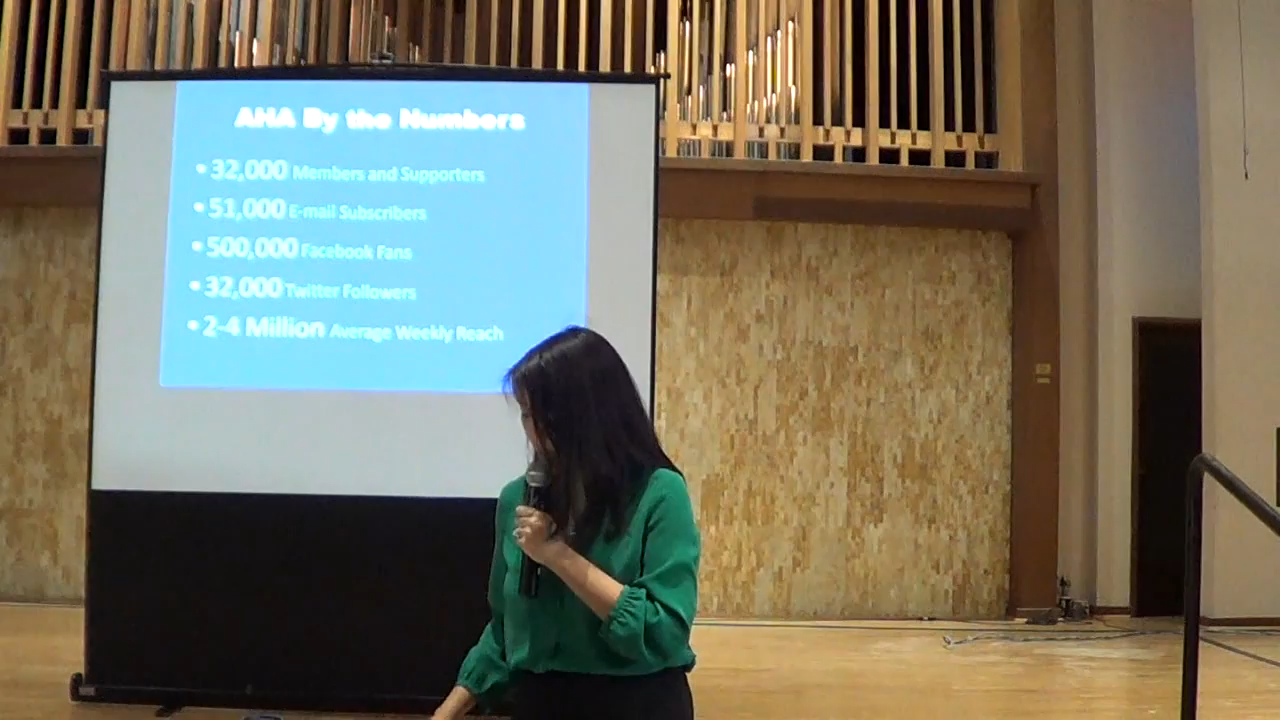 AHA By the Numbers
• 32,000 Members and Supporters
• 51,000 E-mail Subscribers
• 500,000 Facebook Fans
• 32,000 Twitter Followers
• 2-4 Million Average Weekly Reach